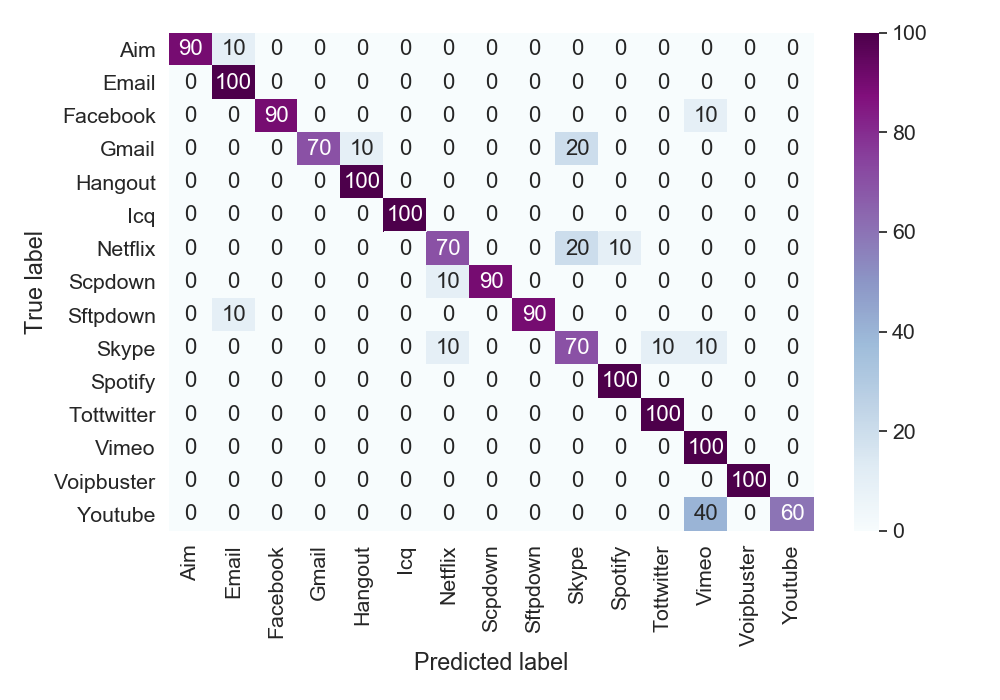 Aim 90 10 0 0 0 0 0 0 0 0 0 0 0 0 0
Email 0 100 0 0 0 0 0 0 0 0 0 0 0 0 0
Facebook 0 0 90 0 0 0 0 0 0 0 0 0 10 0 0
Gmail 0 0 0 70 10 0 0 0 0 20 0 0 0 0 0
Hangout 0 0 0 0 100 0 0 0 0 0 0 0 0 0 0
Icq 0 0 0 0 0 100 0 0 0 0 0 0 0 0 0
Netflix 0 0 0 0 0 0 70 0 0 20 10 0 0 0 0
Scpdown 0 0 0 0 0 0 10 90 0 0 0 0 0 0 0
Sftpdown 0 10 0 0 0 0 0 0 90 0 0 0 0 0 0
Skype 0 0 0 0 0 0 10 0 0 70 0 10 10 0 0
Spotify 0 0 0 0 0 0 0 0 0 0 100 0 0 0 0
Tottwitter 0 0 0 0 0 0 0 0 0 0 0 100 0 0 0
Vimeo 0 0 0 0 0 0 0 0 0 0 0 0 100 0 0
Voipbuster 0 0 0 0 0 0 0 0 0 0 0 0 0 100 0
Youtube 0 0 0 0 0 0 0 0 0 0 0 0 40 0 60
True label
Aim Email Facebook Gmail Hangout Icq Netflix Scpdown Sftpdown Skype Spotify Tottwitter Vimeo Voipbuster Youtube
Predicted label
100
80
60
40
20
0